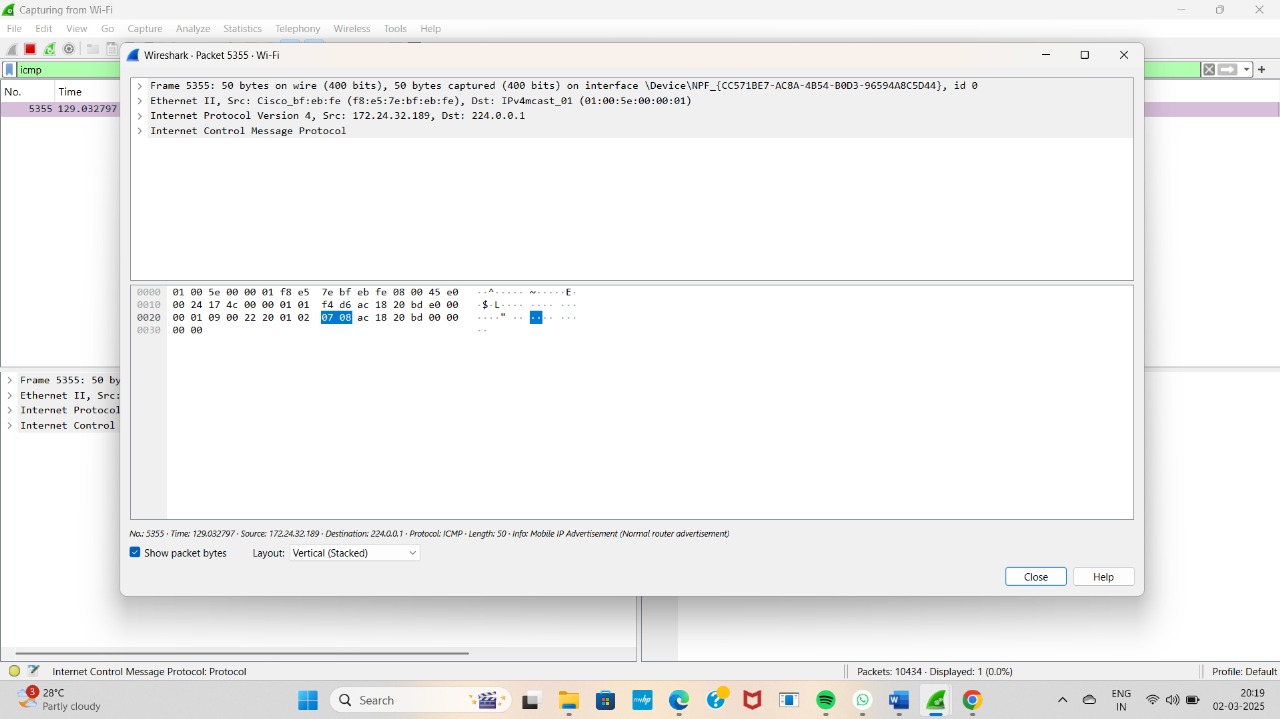 Capturing from Wi-Fi
File Edit View Go Capture Analyze Statistics Telephony Wireless Tools Help
icmp
No. Time
5355 129.032797
Wireshark · Packet 5355 · Wi-Fi
Frame 5355: 50 bytes on wire (400 bits), 50 bytes captured (400 bits) on interface \Device\NPF_{CC571BE7-AC8A-4B54-B0D3-96594A8C5D44}, id 0
Ethernet II, Src: Cisco_bf:eb:fe (f8:e5:7e:bf:eb:fe), Dst: IPv4mcast_01 (01:00:5e:00:00:01)
Internet Protocol Version 4, Src: 172.24.32.189, Dst: 224.0.0.1
Internet Control Message Protocol
0000 01 00 5e 00 00 01 f8 e5 7e bf eb fe 08 00 45 e0 ··^····· ~·····E·
0010 00 24 17 4c 00 00 01 01 f4 d6 ac 18 20 bd e0 00 ·$·L···· ···· ···
0020 00 01 09 00 22 20 01 02 07 08 ac 18 20 bd 00 00 ····" ·· ···· ···
0030 00 00 ··
Frame 5355: 50 by
Ethernet II, Src:
Internet Protocol
Internet Control
No.: 5355 · Time: 129.032797 · Source: 172.24.32.189 · Destination: 224.0.0.1 · Protocol: ICMP · Length: 50 · Info: Mobile IP Advertisement (Normal router advertisement)
Show packet bytes Layout: Vertical (Stacked)
Close Help
Internet Control Message Protocol: Protocol Packets: 10434 · Displayed: 1 (0.0%) Profile: Default
3 28°C
Partly cloudy
Search
myhp
ENG
IN
20:19
02-03-2025